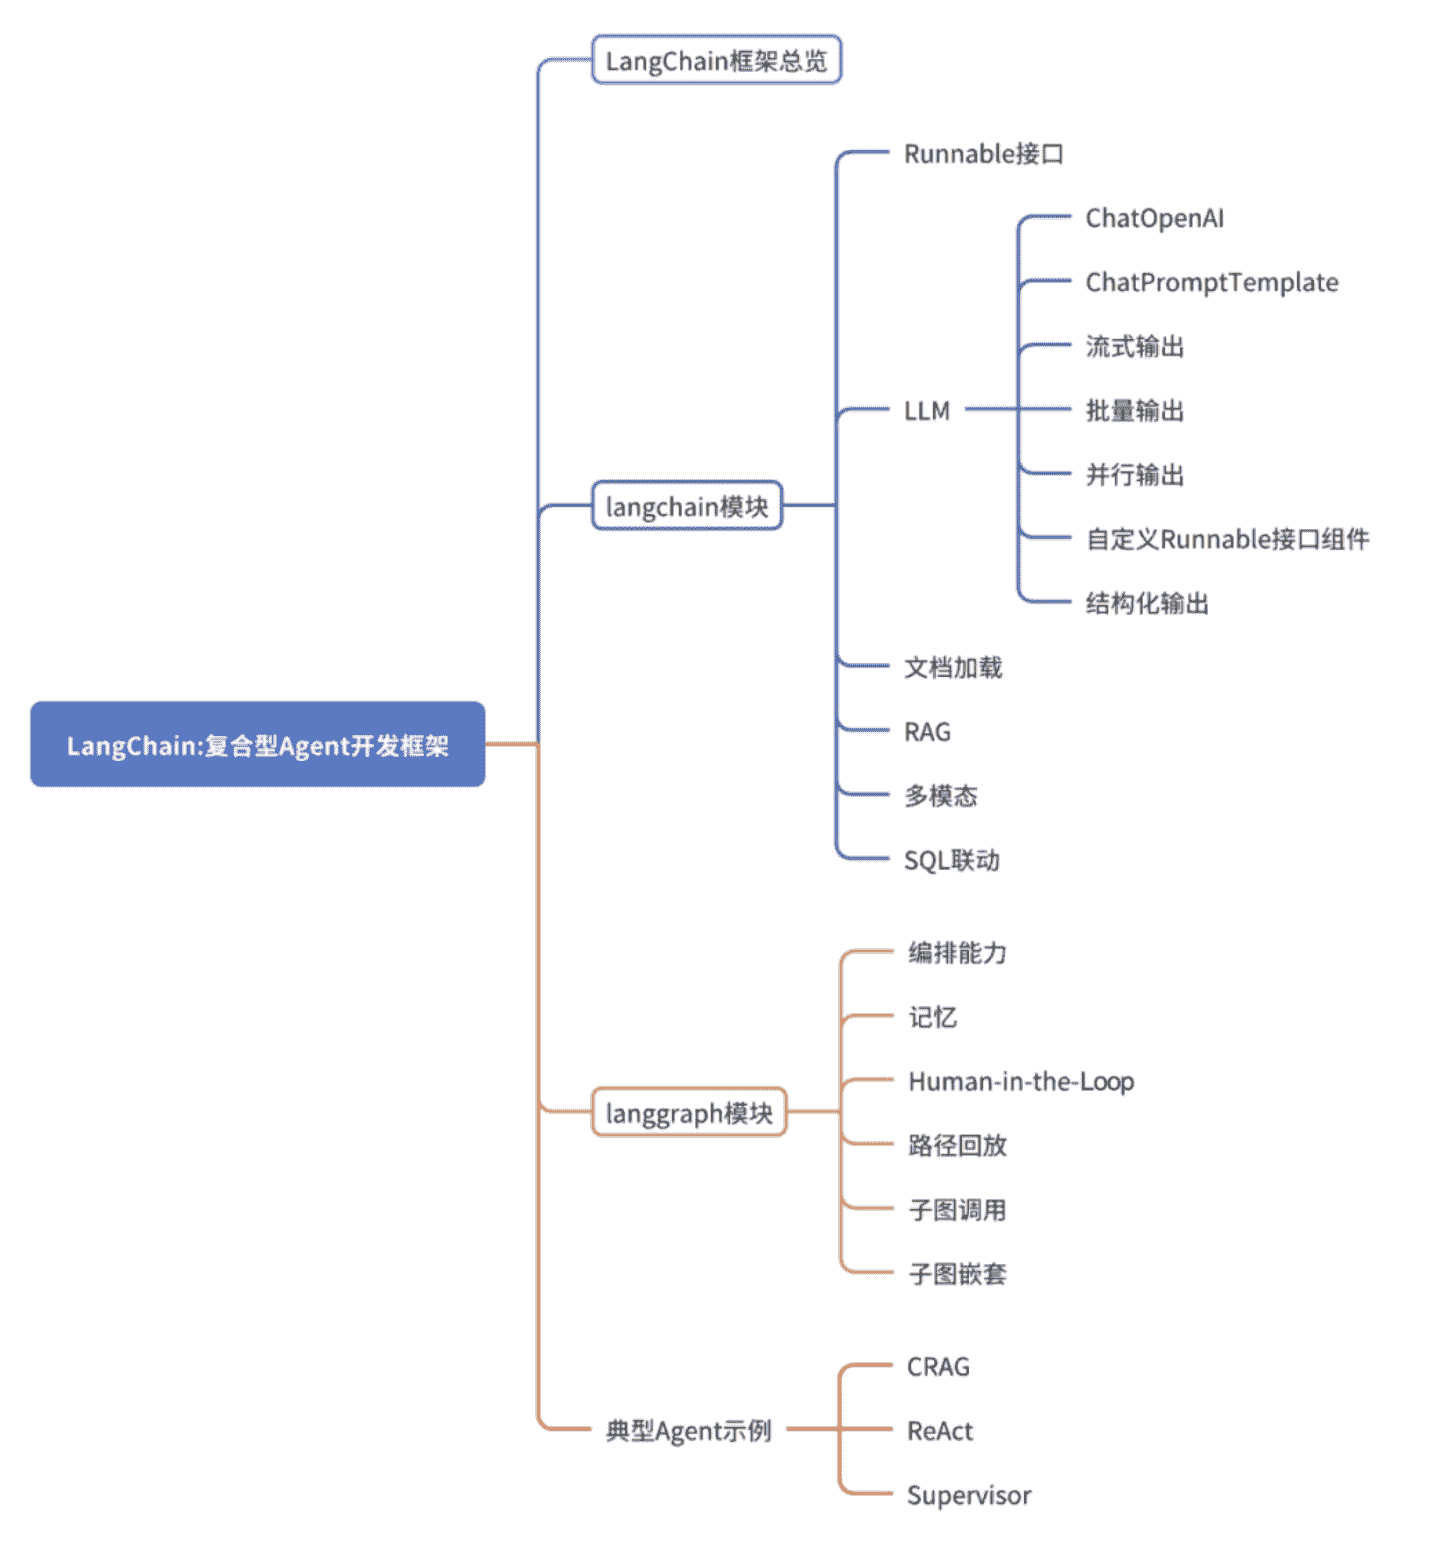 LangChain框架总览
Runnable接口
ChatOpenAI
ChatPromptTemplate
流式输出
LLM
批量输出
并行输出
langchain模块
自定义Runnable接口组件
结构化输出
文档加载
RAG
LangChain:复合型Agent开发框架
多模态
SQL联动
编排能力
记忆
Human-in-the-Loop
langgraph模块
路径回放
子图调用
子图嵌套
CRAG
典型Agent示例
ReAct
Supervisor